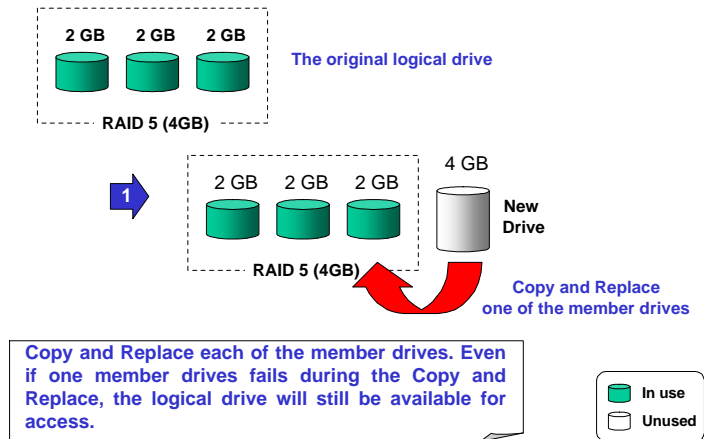 2 GB 2 GB 2 GB
The original logical drive
RAID 5 (4GB)
1
2 GB 2 GB 2 GB
4 GB
New
Drive
RAID 5 (4GB)
Copy and Replace
one of the member drives
Copy and Replace each of the member drives. Even
if one member drives fails during the Copy and
Replace, the logical drive will still be available for
access.
In use
Unused